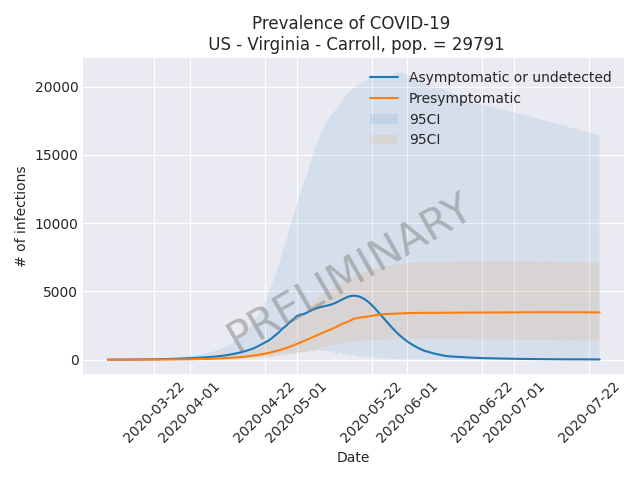 Prevalence of COVID-19
US - Virginia - Carroll, pop. = 29791
Asymptomatic or undetected
Presymptomatic
95CI
95CI
20000
15000
10000
5000
0
# of infections
PRELIMINARY
2020-03-22
2020-04-01
2020-04-22
2020-05-01
2020-05-22
2020-06-01
2020-06-22
2020-07-01
2020-07-22
Date